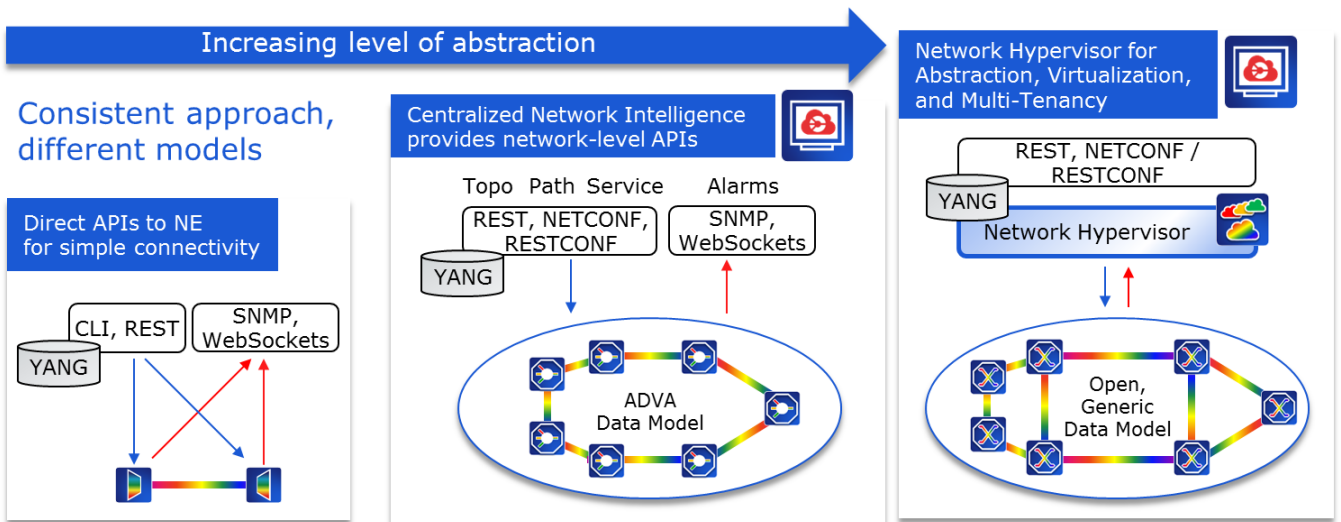 Increasing level of abstraction
Consistent approach,
different models
Direct APIs to NE
for simple connectivity
CLI, REST
SNMP,
WebSockets
YANG
Centralized Network Intelligence
provides network-level APIs
Topo Path Service
Alarms
REST, NETCONF,
RESTCONF
SNMP,
WebSockets
YANG
ADVA
Data Model
Network Hypervisor for
Abstraction, Virtualization,
and Multi-Tenancy
REST, NETCONF /
RESTCONF
YANG
Network Hypervisor
Open,
Generic
Data Model